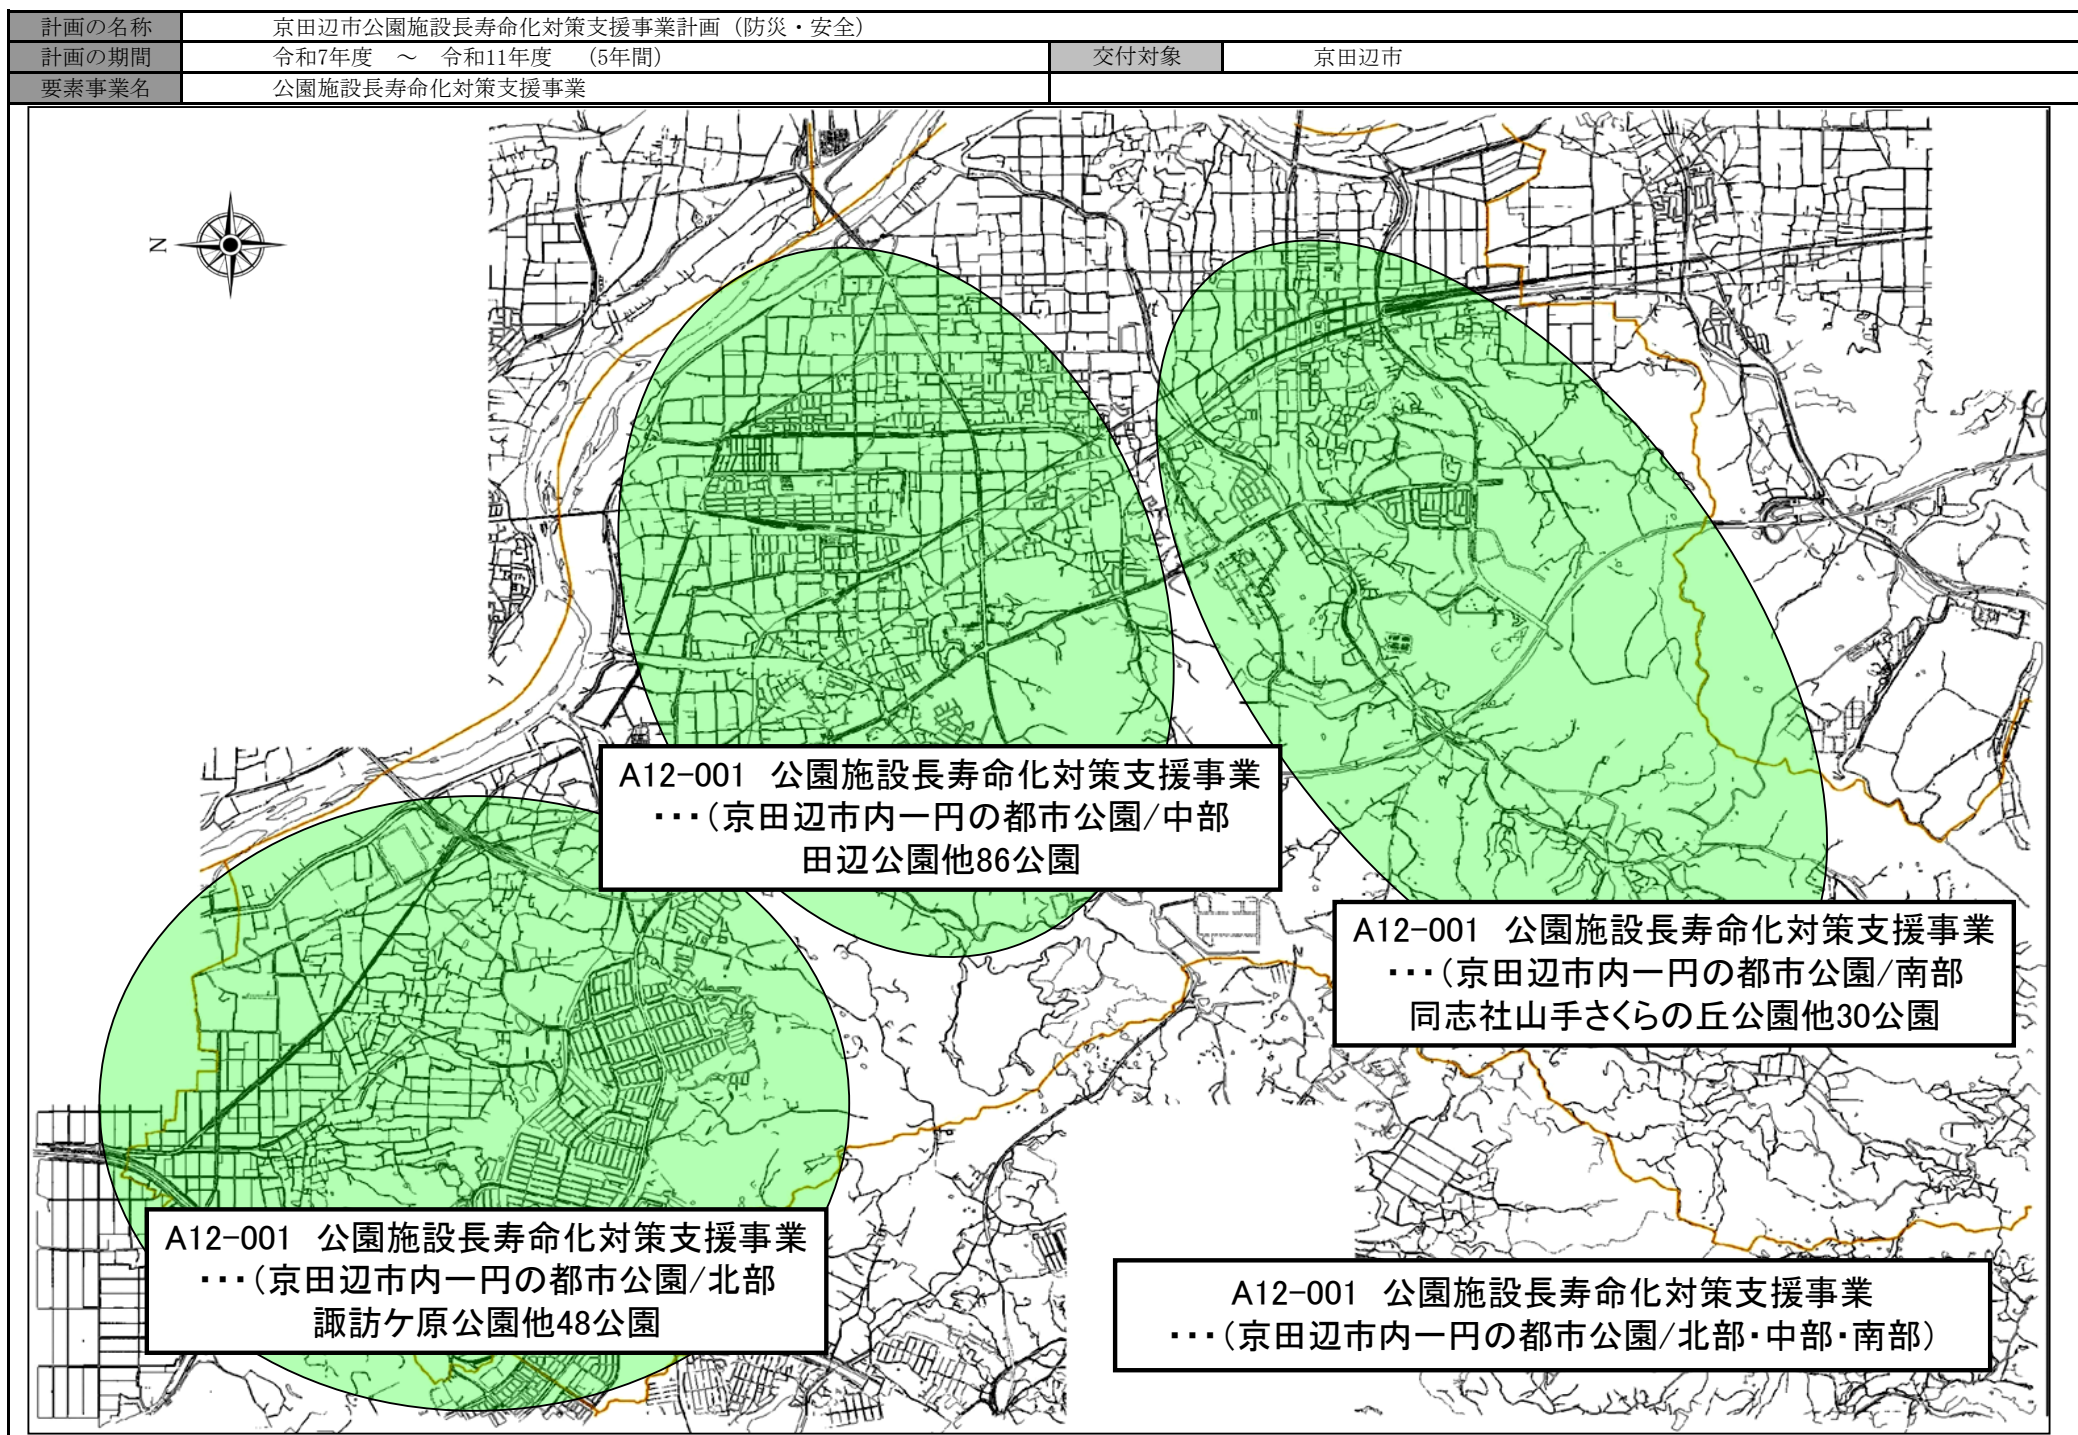 計画の名称 京田辺市公園施設長寿命化対策支援事業計画（防災・安全）
計画の期間 令和7年度 ～ 令和11年度 （5年間） 交付対象 京田辺市
要素事業名 公園施設長寿命化対策支援事業
N
A12-001 公園施設長寿命化対策支援事業
・・・（京田辺市内一円の都市公園/中部
田辺公園他86公園
A12-001 公園施設長寿命化対策支援事業
・・・（京田辺市内一円の都市公園/南部
同志社山手さくらの丘公園他30公園
A12-001 公園施設長寿命化対策支援事業
・・・（京田辺市内一円の都市公園/北部
諏訪ケ原公園他48公園
A12-001 公園施設長寿命化対策支援事業
・・・（京田辺市内一円の都市公園/北部・中部・南部）